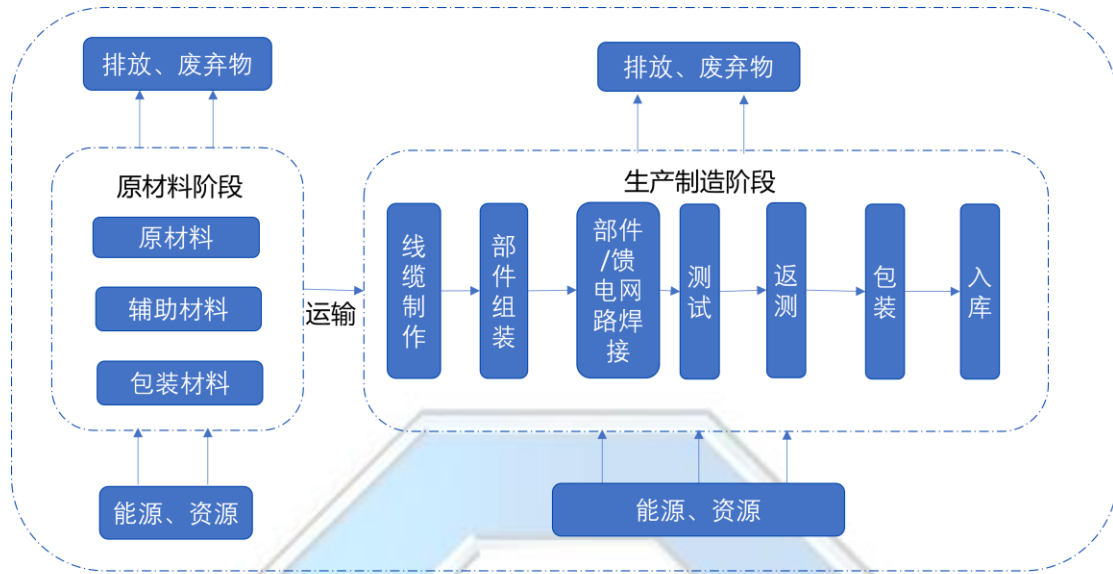 排放、废弃物
排放、废弃物
原材料阶段
原材料
辅助材料
包装材料
能源、资源
运输
生产制造阶段
线缆制作
部件组装
部件
/馈
电网
路焊
接
测试
返测
包装
入库
能源、资源